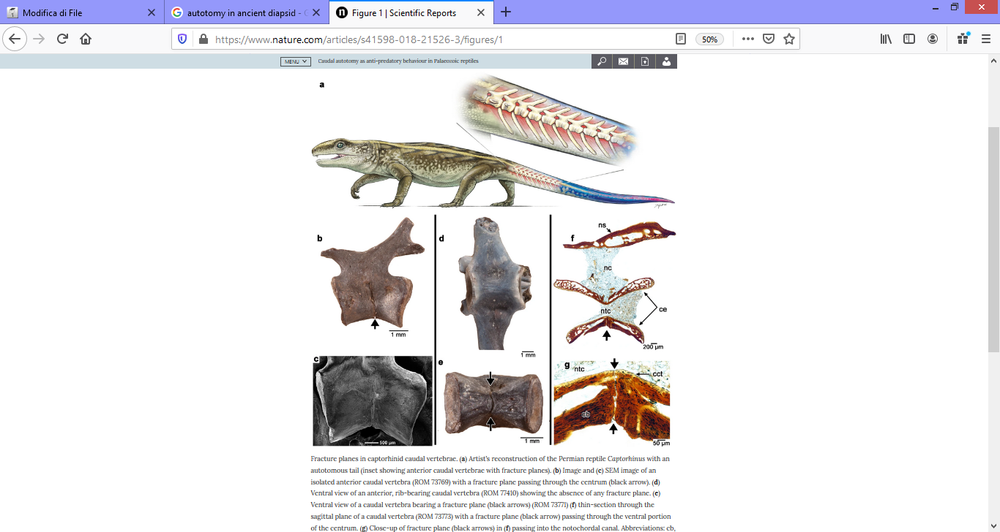 Modifica di File
autotomy in ancient diapsid -
Figure 1 | Scientific Reports
https://www.nature.com/articles/s41598-018-21526-3/figures/1
50%
MENU
Caudal autotomy as anti-predatory behaviour in Palaeozoic reptiles
a
b
1 mm
d
1 mm
f
ns
nc
ntc
ce
200 µm
c
500 µm
e
1 mm
g
ntc
cct
cb
50 µm
Fracture planes in captorhinid caudal vertebrae. (a) Artist's reconstruction of the Permian reptile Captorhinus with an
autotomous tail (inset showing anterior caudal vertebrae with fracture planes). (b) Image and (c) SEM image of an
isolated anterior caudal vertebra (ROM 73769) with a fracture plane passing through the centrum (black arrow). (d)
Ventral view of an anterior, rib-bearing caudal vertebra (ROM 77410) showing the absence of any fracture plane. (e)
Ventral view of a caudal vertebra bearing a fracture plane (black arrows) (ROM 73771) (f) thin-section through the
sagittal plane of a caudal vertebra (ROM 73773) with a fracture plane (black arrow) passing through the ventral portion
of the centrum. (g) Close-up of fracture plane (black arrows) in (f) passing into the notochordal canal. Abbreviations: cb,